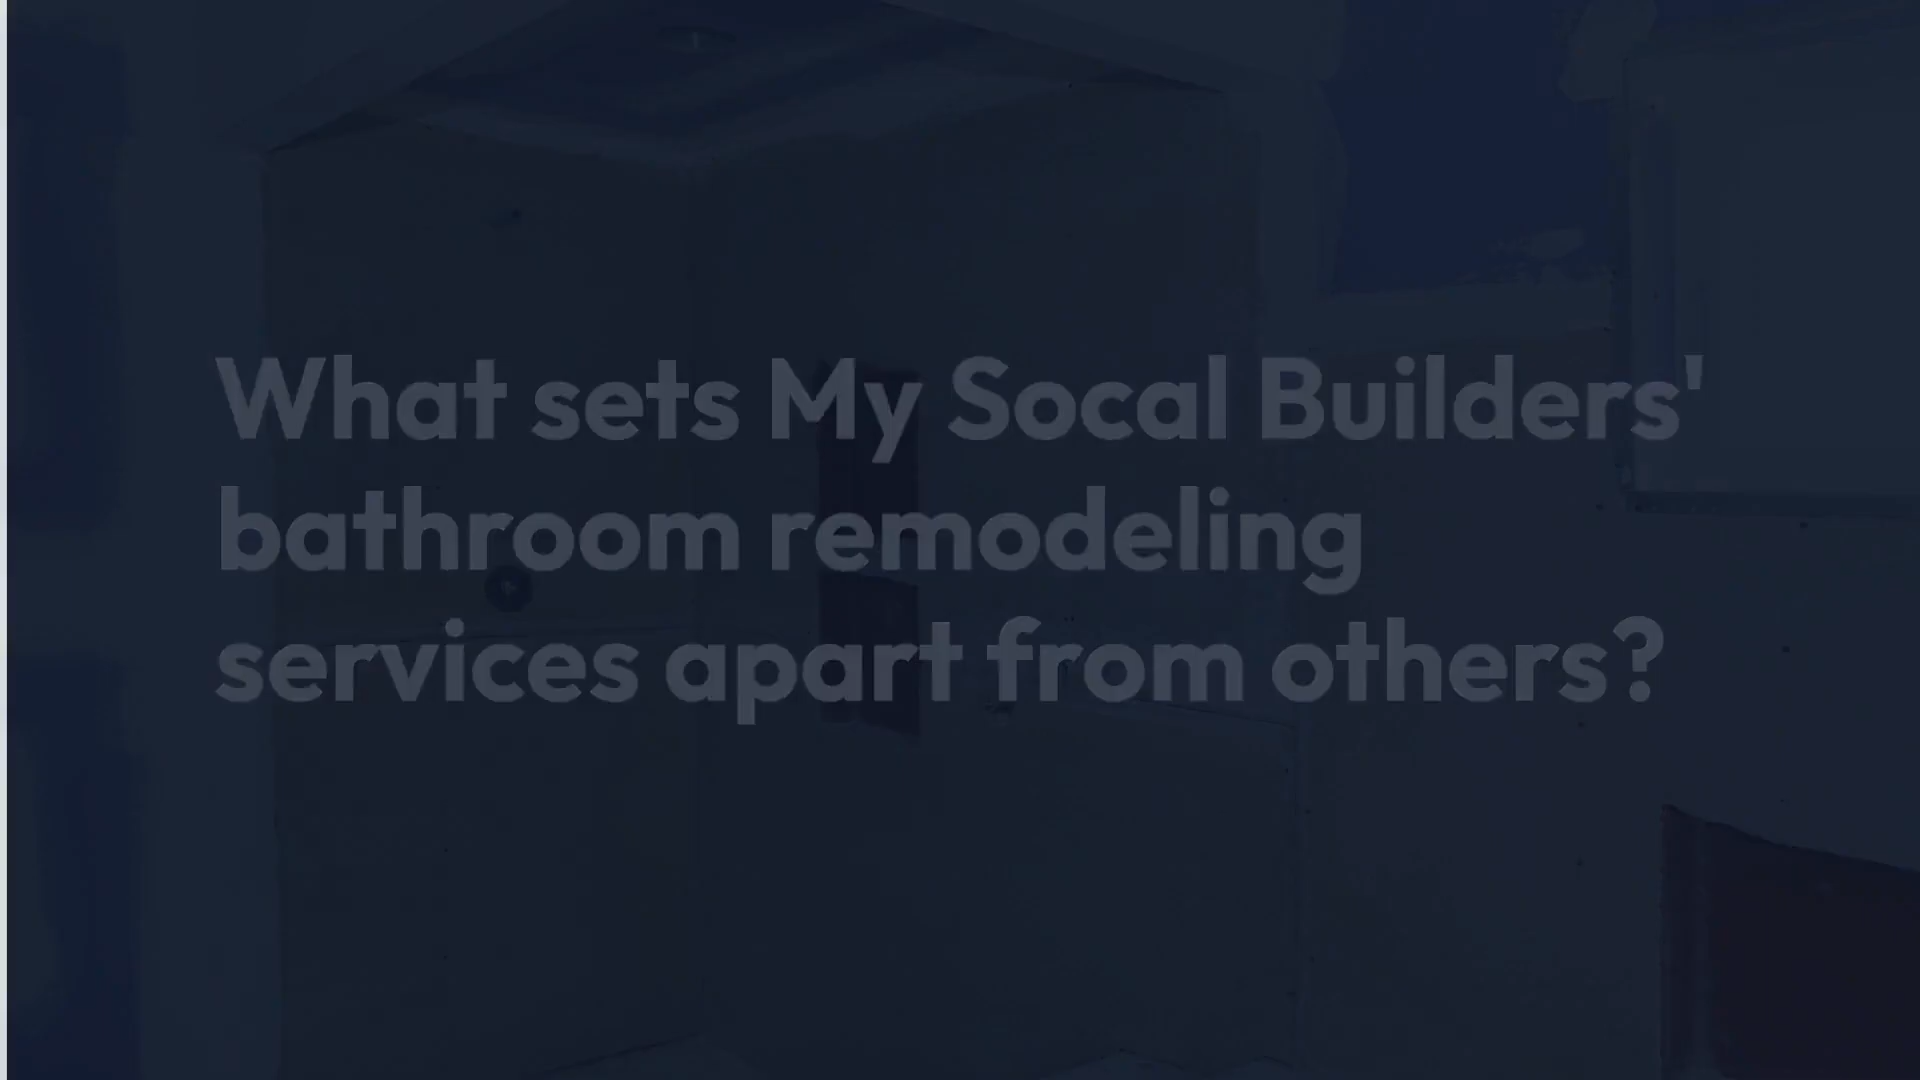 What sets My Socal Builders'
bathroom remodeling
services apart from others?